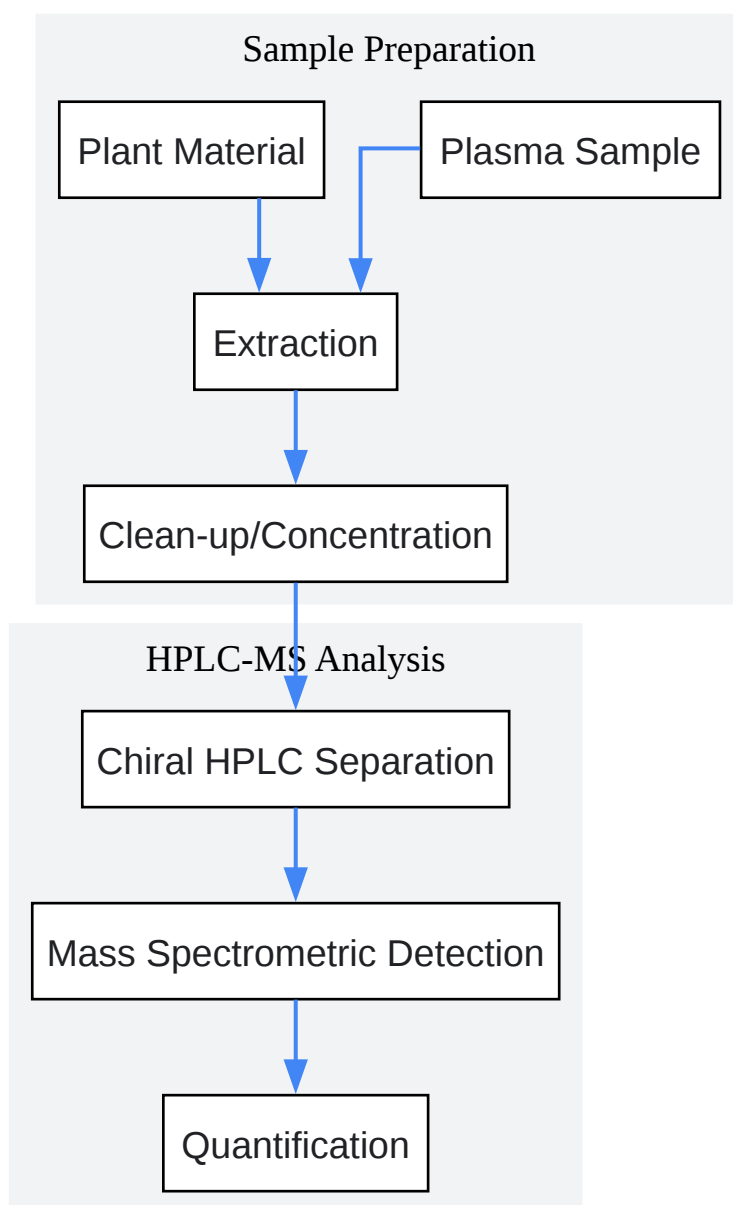 Sample Preparation
Plant Material
Plasma Sample
Extraction
Clean-up/Concentration
HPLC-MS Analysis
Chiral HPLC Separation
Mass Spectrometric Detection
Quantification